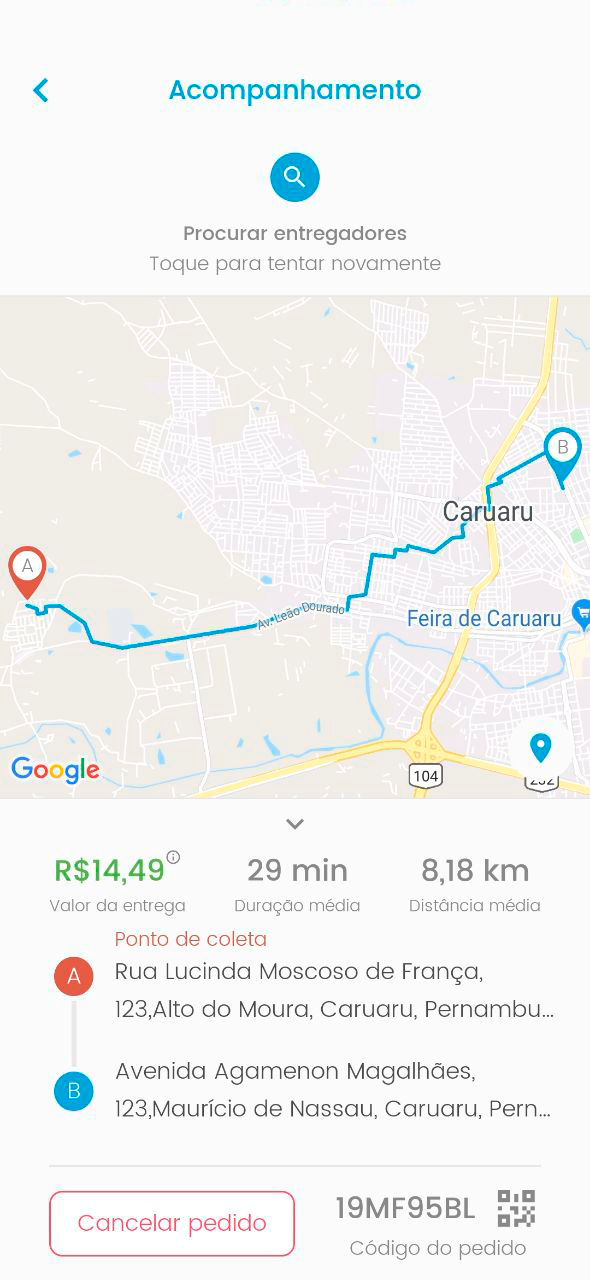 Acompanhamento
Procurar entregadores
Toque para tentar novamente
A
B
Caruaru
Av. Leão Dourado
Feira de Caruaru
Google
104
232
R$14,49
29 min
8,18 km
Valor da entrega
Duração média
Distância média
Ponto de coleta
A
Rua Lucinda Moscoso de França,
123,Alto do Moura, Caruaru, Pernambu...
B
Avenida Agamenon Magalhães,
123,Maurício de Nassau, Caruaru, Pern...
Cancelar pedido
19MF95BL
Código do pedido